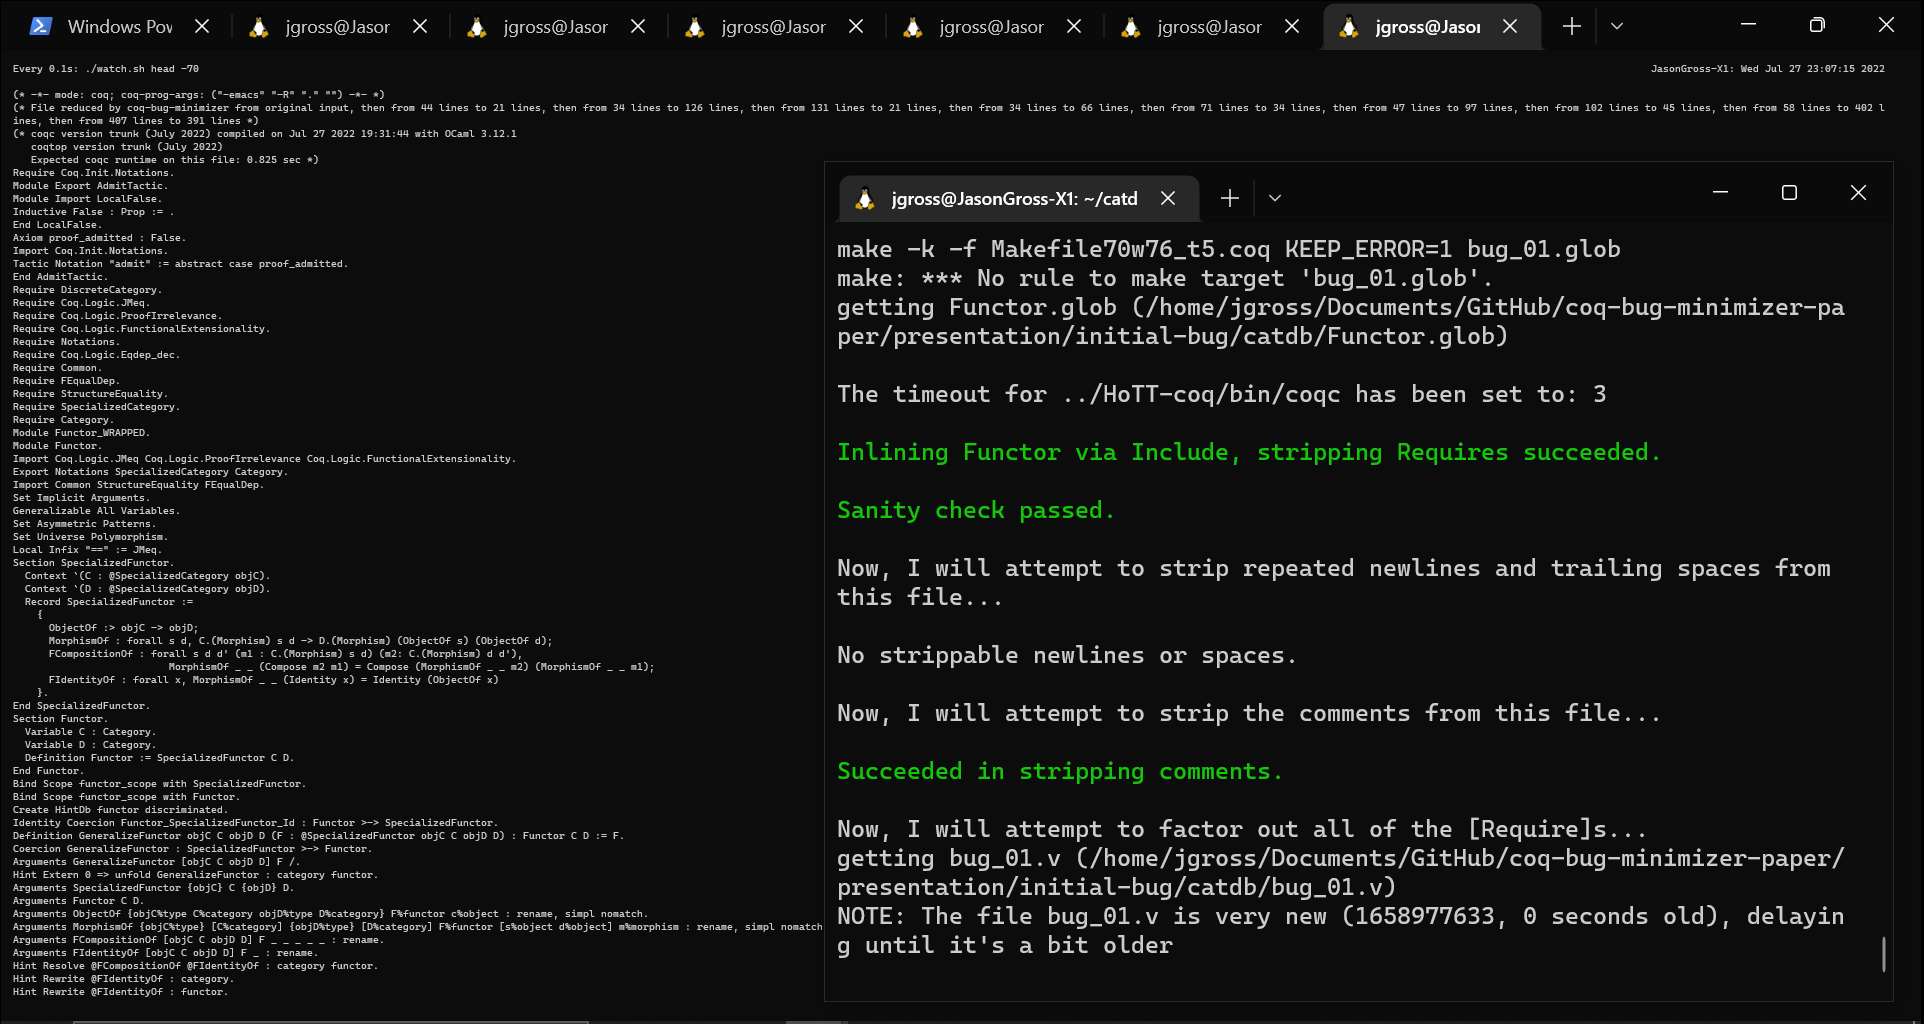 Windows Pow
jgross@Jasor
jgross@Jasor
jgross@Jasor
jgross@Jasor
jgross@Jasor
jgross@Jasor
Every 0.1s: ./watch.sh head -70
JasonGross-X1: Wed Jul 27 23:07:15 2022
(* -*- mode: coq; coq-prog-args: ("-emacs" "-R" "." "") -*- *)
(* File reduced by coq-bug-minimizer from original input, then from 44 lines to 21 lines, then from 34 lines to 126 lines, then from 131 lines to 21 lines, then from 34 lines to 66 lines, then from 71 lines to 34 lines, then from 47 lines to 97 lines, then from 102 lines to 45 lines, then from 58 lines to 402 l
ines, then from 407 lines to 391 lines *)
(* coqc version trunk (July 2022) compiled on Jul 27 2022 19:31:44 with OCaml 3.12.1
   coqtop version trunk (July 2022)
   Expected coqc runtime on this file: 0.825 sec *)
Require Coq.Init.Notations.
Module Export AdmitTactic.
Module Import LocalFalse.
Inductive False : Prop := .
End LocalFalse.
Axiom proof_admitted : False.
Import Coq.Init.Notations.
Tactic Notation "admit" := abstract case proof_admitted.
End AdmitTactic.
Require DiscreteCategory.
Require Coq.Logic.JMeq.
Require Coq.Logic.ProofIrrelevance.
Require Coq.Logic.FunctionalExtensionality.
Require Notations.
Require Coq.Logic.Eqdep_dec.
Require Common.
Require FEqualDep.
Require StructureEquality.
Require SpecializedCategory.
Require Category.
Module Functor_WRAPPED.
Module Functor.
Import Coq.Logic.JMeq Coq.Logic.ProofIrrelevance Coq.Logic.FunctionalExtensionality.
Export Notations SpecializedCategory Category.
Import Common StructureEquality FEqualDep.
Set Implicit Arguments.
Generalizable All Variables.
Set Asymmetric Patterns.
Set Universe Polymorphism.
Local Infix "==" := JMeq.
Section SpecializedFunctor.
  Context `(C : @SpecializedCategory objC).
  Context `(D : @SpecializedCategory objD).
  Record SpecializedFunctor :=
    {
      ObjectOf :> objC -> objD;
      MorphismOf : forall s d, C.(Morphism) s d -> D.(Morphism) (ObjectOf s) (ObjectOf d);
      FCompositionOf : forall s d d' (m1 : C.(Morphism) s d) (m2: C.(Morphism) d d'),
                          MorphismOf _ _ (Compose m2 m1) = Compose (MorphismOf _ _ m2) (MorphismOf _ _ m1);
      FIdentityOf : forall x, MorphismOf _ _ (Identity x) = Identity (ObjectOf x)
    }.
End SpecializedFunctor.
Section Functor.
  Variable C : Category.
  Variable D : Category.
  Definition Functor := SpecializedFunctor C D.
End Functor.
Bind Scope functor_scope with SpecializedFunctor.
Bind Scope functor_scope with Functor.
Create HintDb functor discriminated.
Identity Coercion Functor_SpecializedFunctor_Id : Functor >-> SpecializedFunctor.
Definition GeneralizeFunctor objC C objD D (F : @SpecializedFunctor objC C objD D) : Functor C D := F.
Coercion GeneralizeFunctor : SpecializedFunctor >-> Functor.
Arguments GeneralizeFunctor [objC C objD D] F /.
Hint Extern 0 => unfold GeneralizeFunctor : category functor.
Arguments SpecializedFunctor {objC} C {objD} D.
Arguments Functor C D.
Arguments ObjectOf {objC%type C%category objD%type D%category} F%functor c%object : rename, simpl nomatch.
Arguments MorphismOf {objC%type} [C%category] {objD%type} [D%category] F%functor [s%object d%object] m%morphism : rename, simpl nomatch
Arguments FCompositionOf [objC C objD D] F _ _ _ _ _ : rename.
Arguments FIdentityOf [objC C objD D] F _ : rename.
Hint Resolve @FCompositionOf @FIdentityOf : category functor.
Hint Rewrite @FIdentityOf : category.
Hint Rewrite @FIdentityOf : functor.
jgross@JasonGross-X1: ~/catd
make -k -f Makefile70w76_t5.coq KEEP_ERROR=1 bug_01.glob
make: *** No rule to make target 'bug_01.glob'.
getting Functor.glob (/home/jgross/Documents/GitHub/coq-bug-minimizer-pa
per/presentation/initial-bug/catdb/Functor.glob)
The timeout for ../HoTT-coq/bin/coqc has been set to: 3
Inlining Functor via Include, stripping Requires succeeded.
Sanity check passed.
Now, I will attempt to strip repeated newlines and trailing spaces from
this file...
No strippable newlines or spaces.
Now, I will attempt to strip the comments from this file...
Succeeded in stripping comments.
Now, I will attempt to factor out all of the [Require]s...
getting bug_01.v (/home/jgross/Documents/GitHub/coq-bug-minimizer-paper/
presentation/initial-bug/catdb/bug_01.v)
NOTE: The file bug_01.v is very new (1658977633, 0 seconds old), delayin
g until it's a bit older